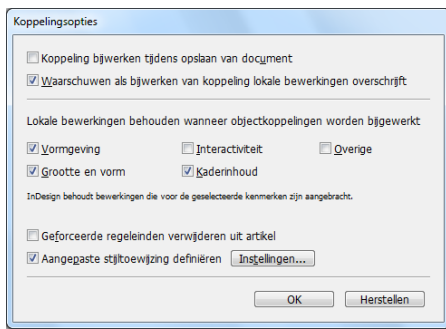 Koppelingsopties
Koppeling bijwerken tijdens opslaan van document
Waarschuwen als bijwerken van koppeling lokale bewerkingen overschrijft
Lokale bewerkingen behouden wanneer objectkoppelingen worden bijgewerkt
Vormgeving Interactiviteit Overige
Grootte en vorm Kaderinhoud
InDesign behoudt bewerkingen die voor de geselecteerde kenmerken zijn aangebracht.
Geforceerde regeleinden verwijderen uit artikel
Aangepaste stijltoewijzing definiëren Instellingen...
OK Herstellen